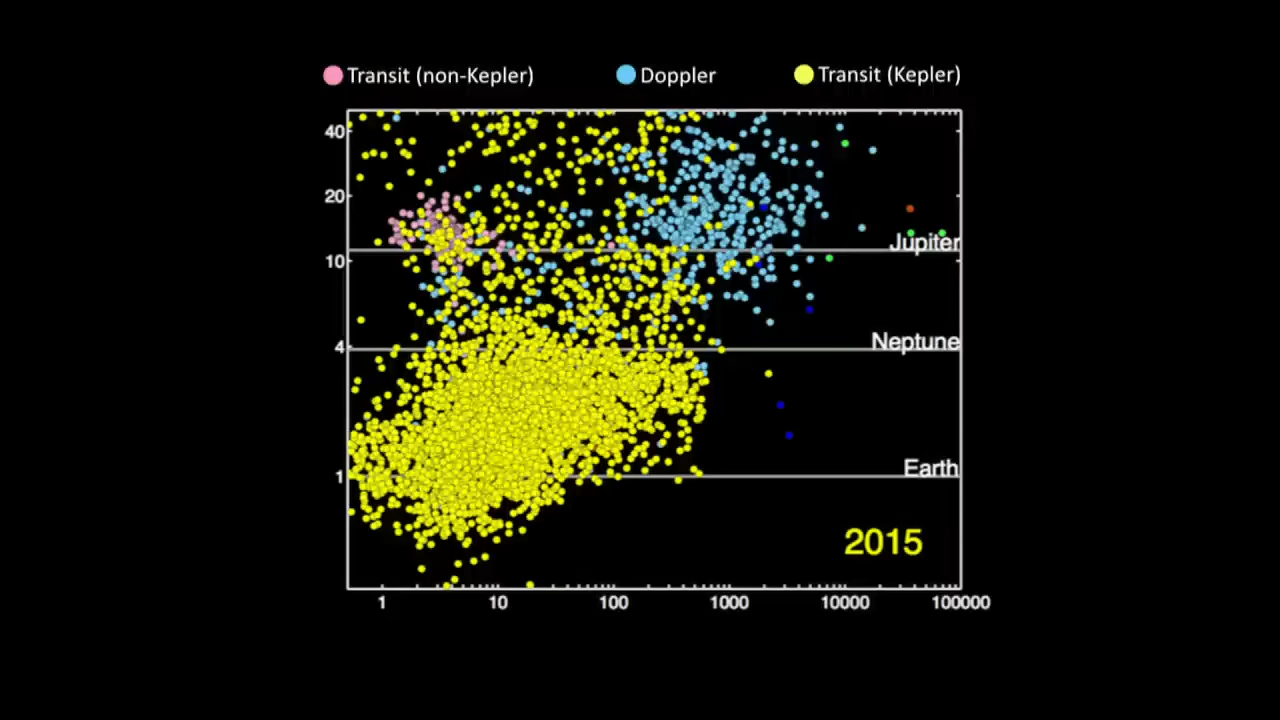 Transit (non-Kepler) Doppler Transit (Kepler)
40
20
Jupiter
10
Neptune
4
Earth
1
2015
1 10 100 1000 10000 100000